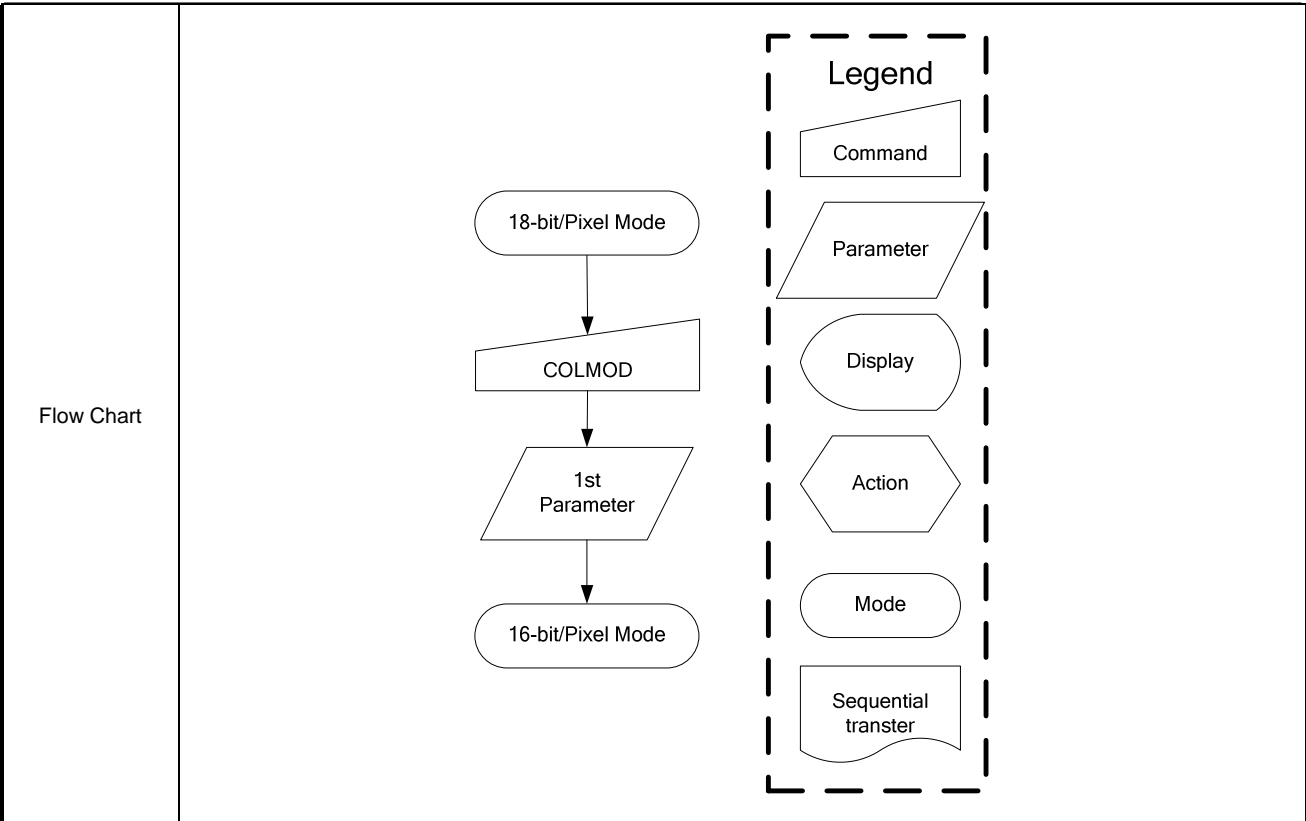 Flow Chart
18-bit/Pixel Mode
COLMOD
1st
Parameter
16-bit/Pixel Mode
Legend
Command
Parameter
Display
Action
Mode
Sequential
transter